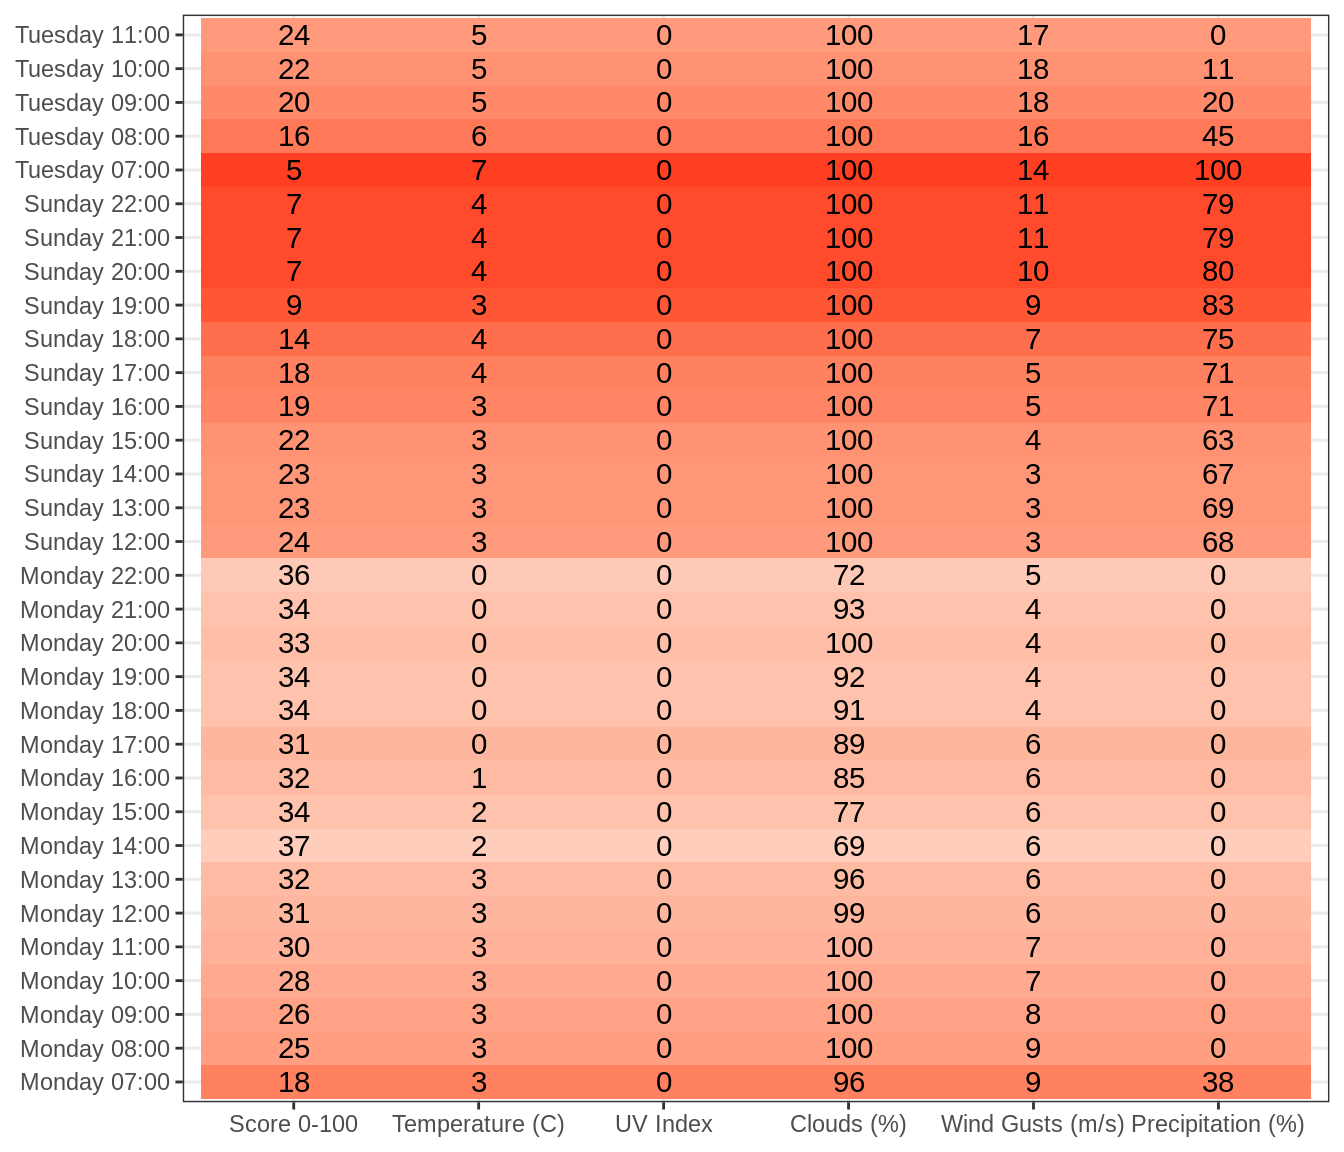 Tuesday 11:00 24 5 0 100 17 0
Tuesday 10:00 22 5 0 100 18 11
Tuesday 09:00 20 5 0 100 18 20
Tuesday 08:00 16 6 0 100 16 45
Tuesday 07:00 5 7 0 100 14 100
Sunday 22:00 7 4 0 100 11 79
Sunday 21:00 7 4 0 100 11 79
Sunday 20:00 7 4 0 100 10 80
Sunday 19:00 9 3 0 100 9 83
Sunday 18:00 14 4 0 100 7 75
Sunday 17:00 18 4 0 100 5 71
Sunday 16:00 19 3 0 100 5 71
Sunday 15:00 22 3 0 100 4 63
Sunday 14:00 23 3 0 100 3 67
Sunday 13:00 23 3 0 100 3 69
Sunday 12:00 24 3 0 100 3 68
Monday 22:00 36 0 0 72 5 0
Monday 21:00 34 0 0 93 4 0
Monday 20:00 33 0 0 100 4 0
Monday 19:00 34 0 0 92 4 0
Monday 18:00 34 0 0 91 4 0
Monday 17:00 31 0 0 89 6 0
Monday 16:00 32 1 0 85 6 0
Monday 15:00 34 2 0 77 6 0
Monday 14:00 37 2 0 69 6 0
Monday 13:00 32 3 0 96 6 0
Monday 12:00 31 3 0 99 6 0
Monday 11:00 30 3 0 100 7 0
Monday 10:00 28 3 0 100 7 0
Monday 09:00 26 3 0 100 8 0
Monday 08:00 25 3 0 100 9 0
Monday 07:00 18 3 0 96 9 38
Score 0-100 Temperature (C) UV Index Clouds (%) Wind Gusts (m/s) Precipitation (%)